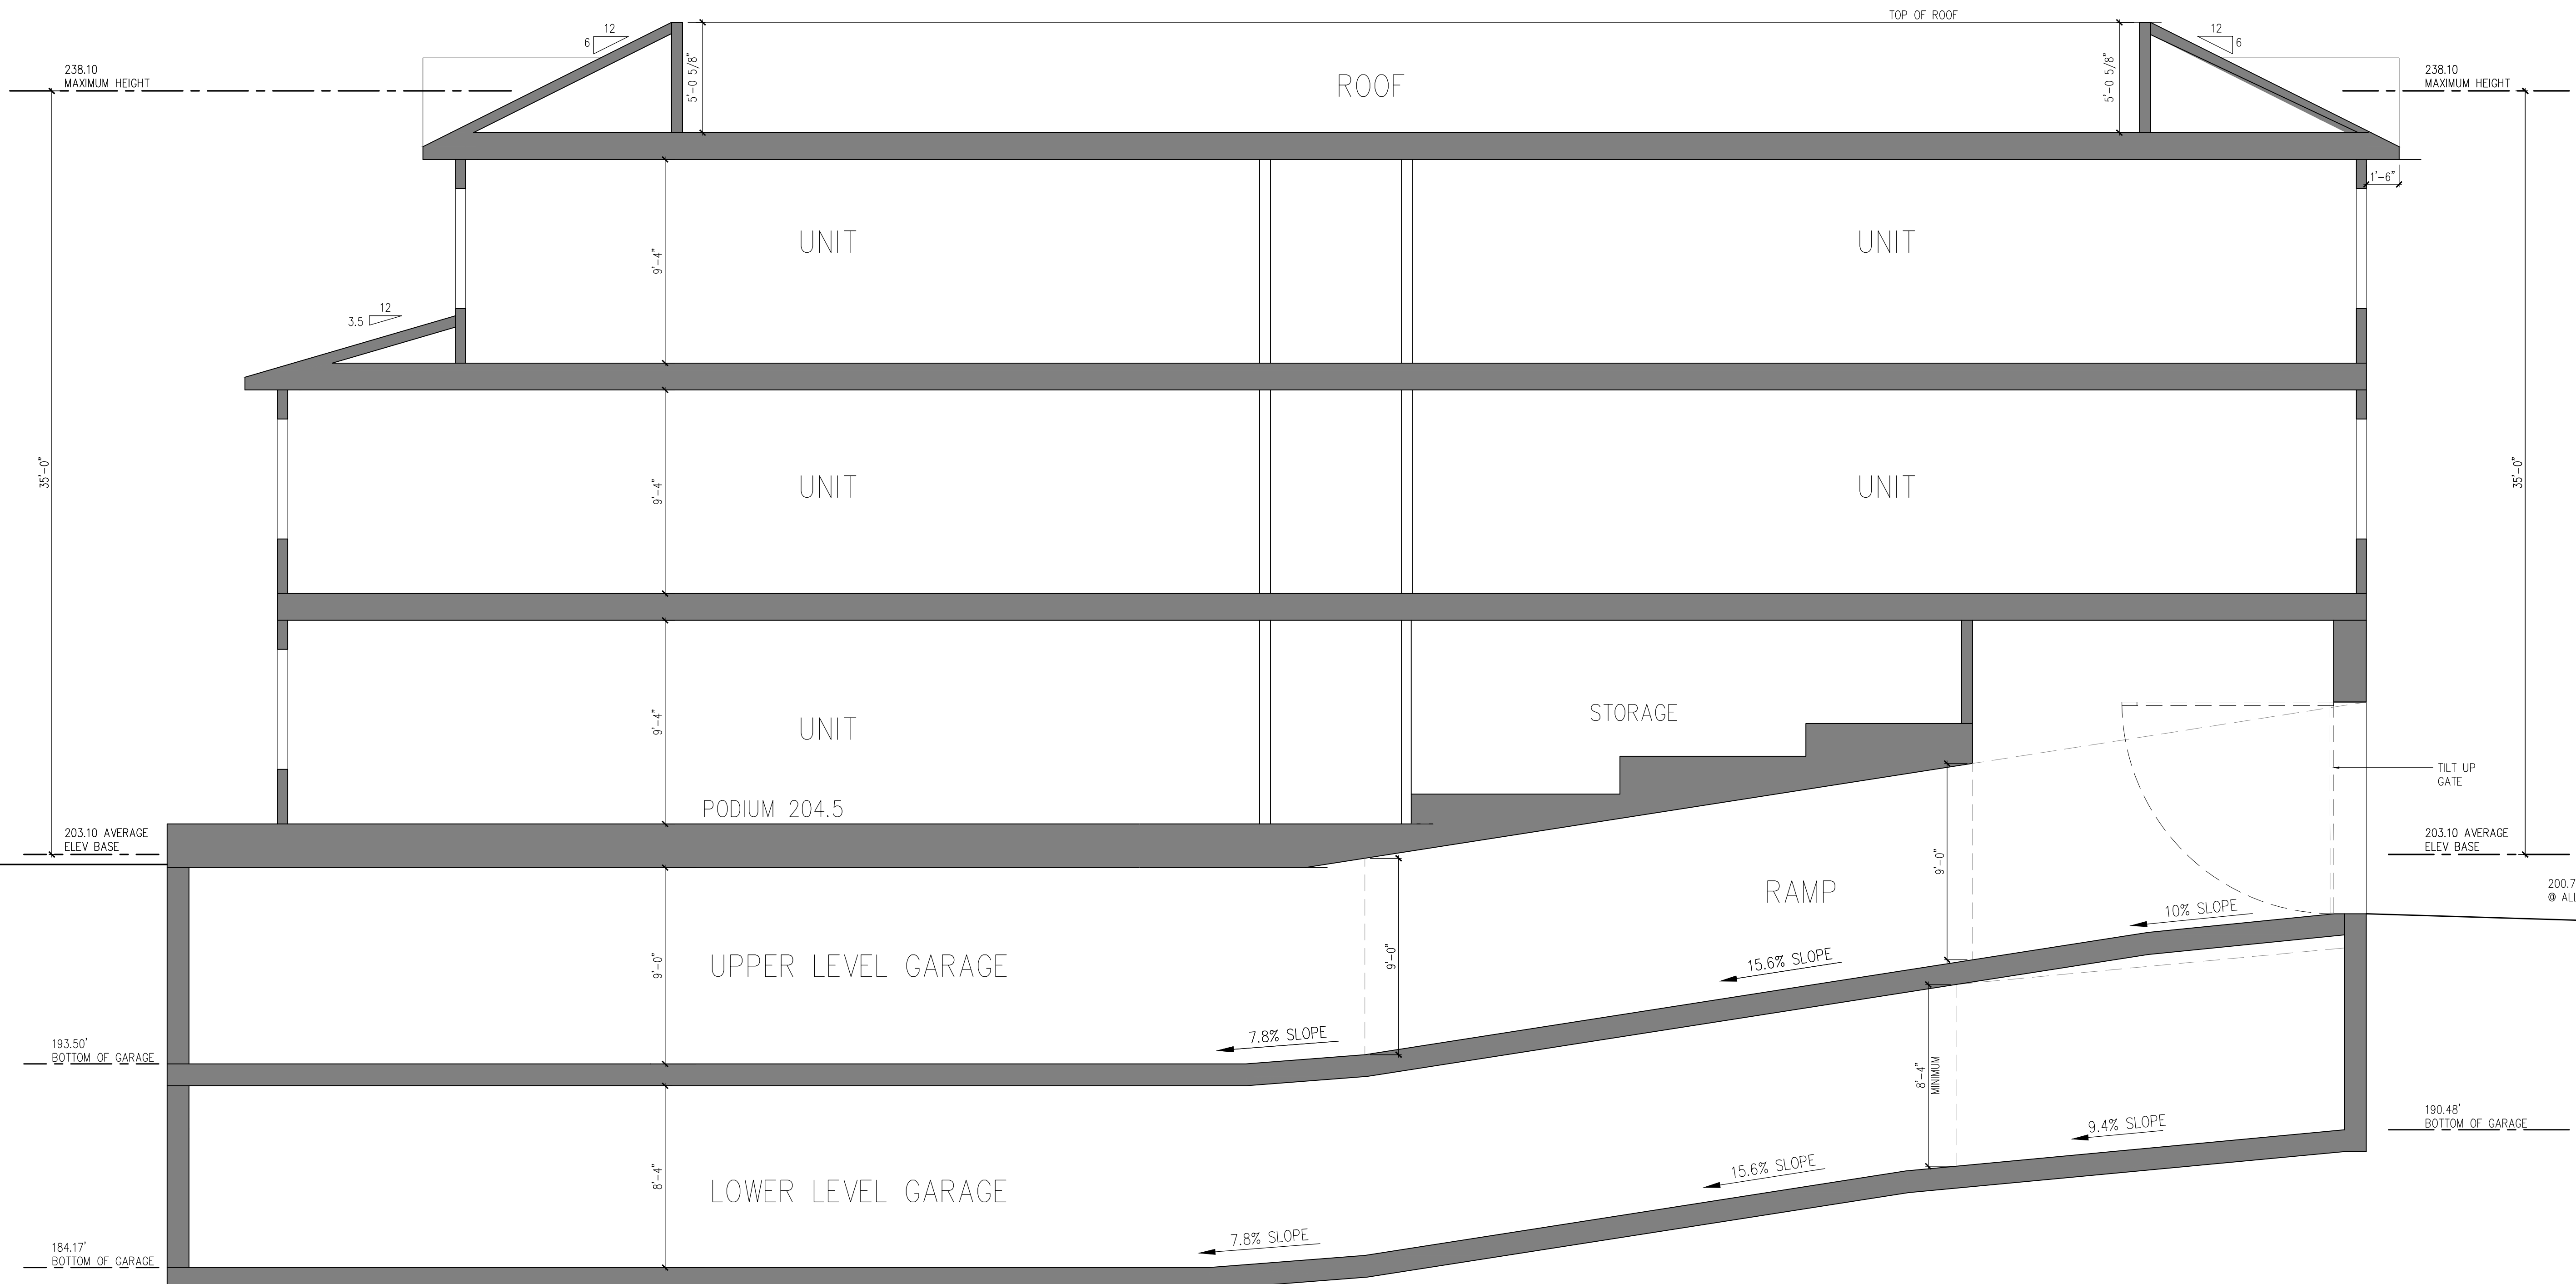 TOP OF ROOF
12
6
12
6
5'-0 5/8"
5'-0 5/8"
238.10
MAXIMUM HEIGHT
ROOF
238.10
MAXIMUM HEIGHT
1'-6"
UNIT
UNIT
9'-4"
12
3.5
35'-0"
35'-0"
UNIT
UNIT
9'-4"
UNIT
9'-4"
STORAGE
TILT UP
GATE
PODIUM 204.5
203.10 AVERAGE
ELEV BASE
203.10 AVERAGE
ELEV BASE
RAMP
9'-0"
200.7
@ ALL
10% SLOPE
UPPER LEVEL GARAGE
9'-0"
9'-0"
15.6% SLOPE
7.8% SLOPE
193.50'
BOTTOM OF GARAGE
8'-4"
MINIMUM
190.48'
BOTTOM OF GARAGE
9.4% SLOPE
15.6% SLOPE
LOWER LEVEL GARAGE
8'-4"
7.8% SLOPE
184.17'
BOTTOM OF GARAGE